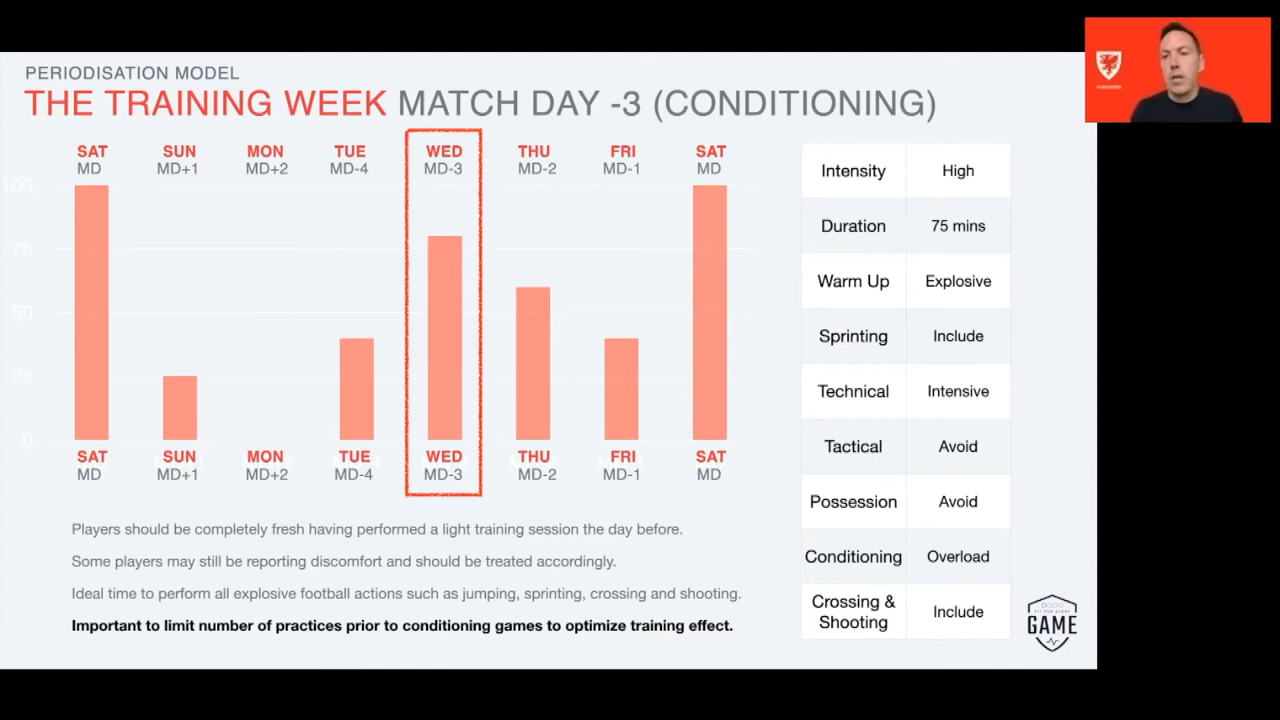 PERIODISATION MODEL
THE TRAINING WEEK MATCH DAY -3 (CONDITIONING)
SAT SUN MON TUE WED THU FRI SAT
MD MD+1 MD+2 MD-4 MD-3 MD-2 MD-1 MD
100
75
50
25
0
SAT SUN MON TUE WED THU FRI SAT
MD MD+1 MD+2 MD-4 MD-3 MD-2 MD-1 MD
Players should be completely fresh having performed a light training session the day before.
Some players may still be reporting discomfort and should be treated accordingly.
Ideal time to perform all explosive football actions such as jumping, sprinting, crossing and shooting.
Important to limit number of practices prior to conditioning games to optimize training effect.
Intensity High
Duration 75 mins
Warm Up Explosive
Sprinting Include
Technical Intensive
Tactical Avoid
Possession Avoid
Conditioning Overload
Crossing & Shooting Include
GAME